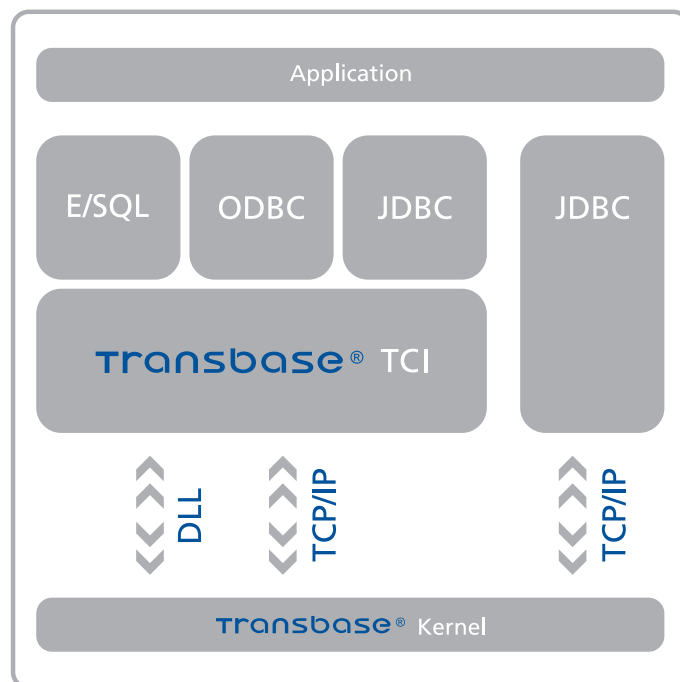 Application
E/SQL
ODBC
JDBC
JDBC
Transbase® TCI
DLL
TCP/IP
TCP/IP
Transbase® Kernel